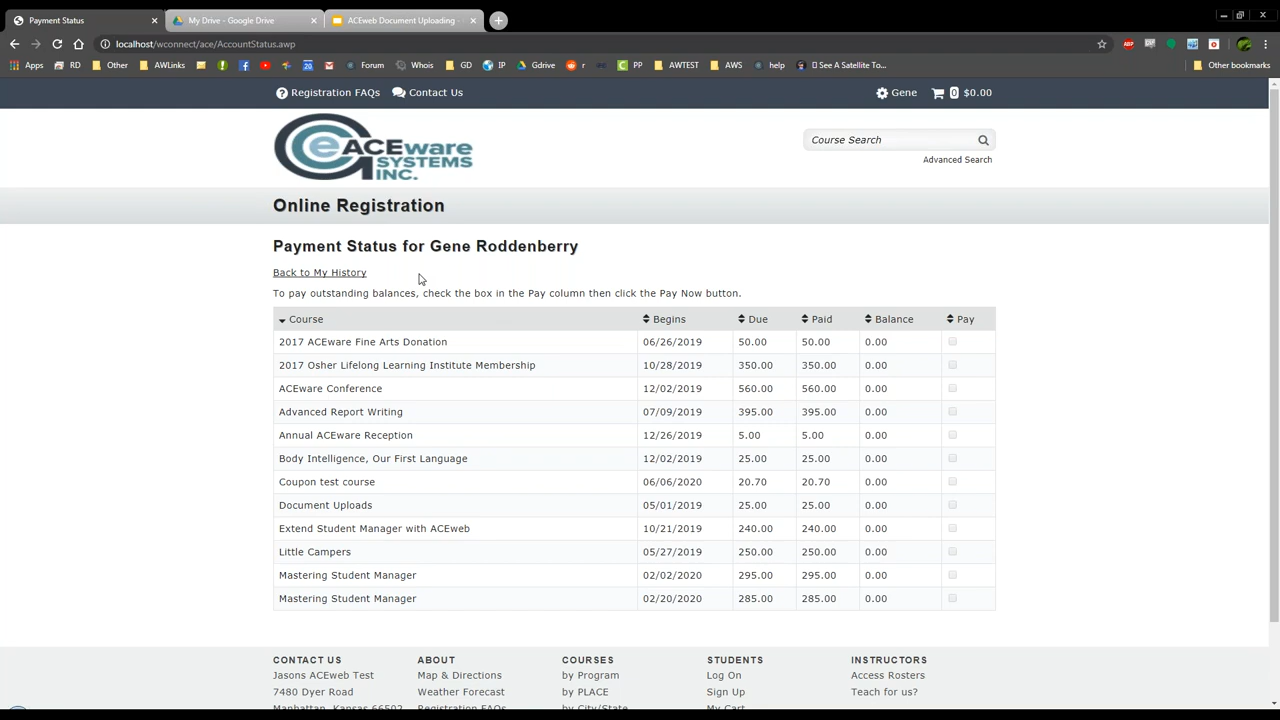 Payment Status
My Drive - Google Drive
ACEweb Document Uploading -
localhost/wconnect/ace/AccountStatus.awp
Apps RD Other AWLinks 20 Forum Whois GD IP Gdrive r PP AWTEST AWS help See A Satellite To... Other bookmarks
Registration FAQs Contact Us Gene 0 $0.00
ACEware
SYSTEMS
INC.
Course Search
Advanced Search
Online Registration
Payment Status for Gene Roddenberry
Back to My History
To pay outstanding balances, check the box in the Pay column then click the Pay Now button.
Course Begins Due Paid Balance Pay
2017 ACEware Fine Arts Donation 06/26/2019 50.00 50.00 0.00
2017 Osher Lifelong Learning Institute Membership 10/28/2019 350.00 350.00 0.00
ACEware Conference 12/02/2019 560.00 560.00 0.00
Advanced Report Writing 07/09/2019 395.00 395.00 0.00
Annual ACEware Reception 12/26/2019 5.00 5.00 0.00
Body Intelligence, Our First Language 12/02/2019 25.00 25.00 0.00
Coupon test course 06/06/2020 20.70 20.70 0.00
Document Uploads 05/01/2019 25.00 25.00 0.00
Extend Student Manager with ACEweb 10/21/2019 240.00 240.00 0.00
Little Campers 05/27/2019 250.00 250.00 0.00
Mastering Student Manager 02/02/2020 295.00 295.00 0.00
Mastering Student Manager 02/20/2020 285.00 285.00 0.00
CONTACT US ABOUT COURSES STUDENTS INSTRUCTORS
Jasons ACEweb Test Map & Directions by Program Log On Access Rosters
7480 Dyer Road Weather Forecast by PLACE Sign Up Teach for us?
Manhattan, Kansas 66502 Registration FAQs by City/State My Cart